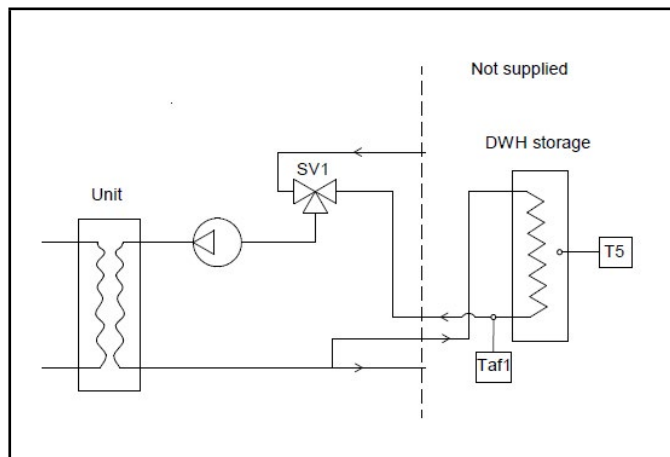 Not supplied
DWH storage
SV1
Unit
T5
Taf1